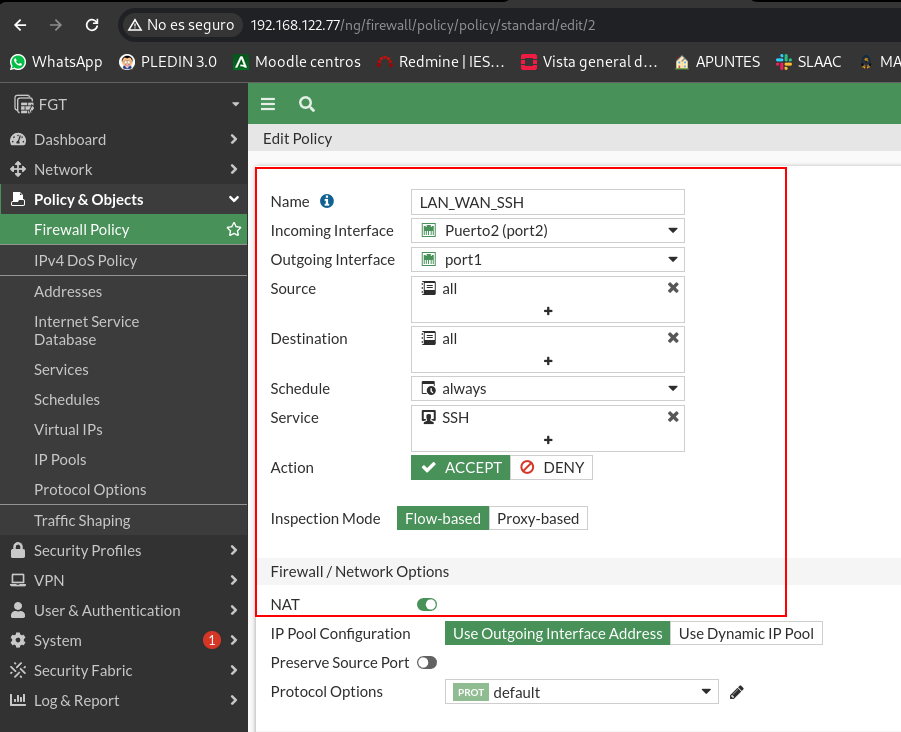 No es seguro 192.168.122.77/ng/firewall/policy/policy/standard/edit/2
WhatsApp PLEDIN 3.0 Moodle centros Redmine | IES... Vista general d... APUNTES SLAAC MA
FGT
Dashboard
Network
Policy & Objects
Firewall Policy
IPv4 DoS Policy
Addresses
Internet Service
Database
Services
Schedules
Virtual IPs
IP Pools
Protocol Options
Traffic Shaping
Security Profiles
VPN
User & Authentication
System 1
Security Fabric
Log & Report
Edit Policy
Name LAN_WAN_SSH
Incoming Interface Puerto2 (port2)
Outgoing Interface port1
Source all
+
Destination all
+
Schedule always
Service SSH
+
Action ACCEPT DENY
Inspection Mode Flow-based Proxy-based
Firewall / Network Options
NAT
IP Pool Configuration Use Outgoing Interface Address Use Dynamic IP Pool
Preserve Source Port
Protocol Options PROT default